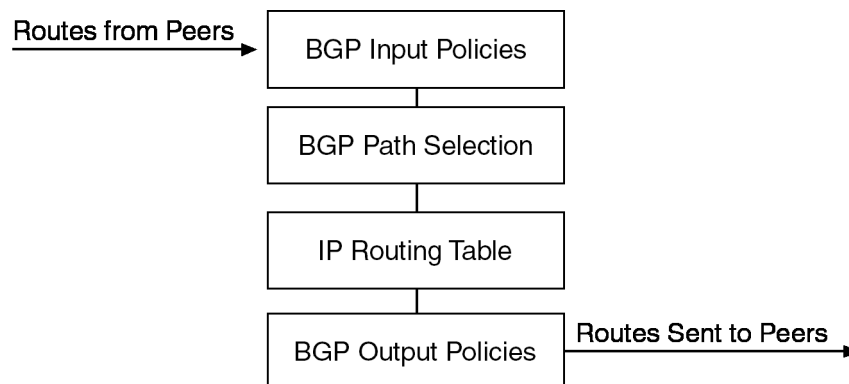 Routes from Peers
BGP Input Policies
BGP Path Selection
IP Routing Table
BGP Output Policies
Routes Sent to Peers